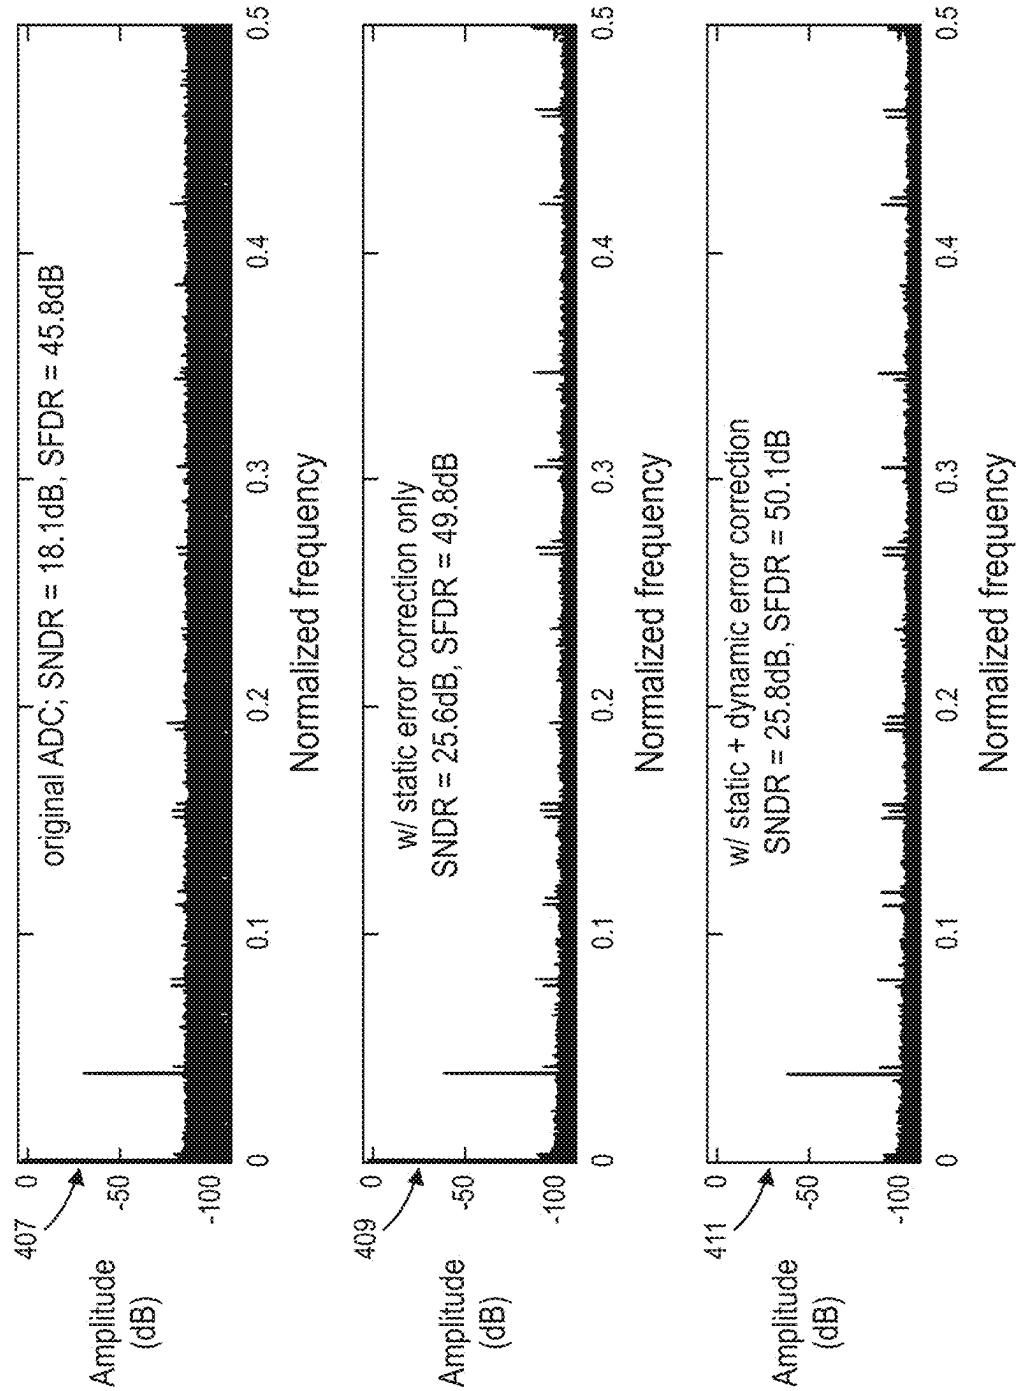 407
Amplitude
(dB)
0
-50
-100
original ADC; SNDR = 18.1dB, SFDR = 45.8dB
0
0.1
0.2
0.3
0.4
0.5
Normalized frequency
409
Amplitude
(dB)
0
-50
-100
w/ static error correction only
SNDR = 25.6dB, SFDR = 49.8dB
0
0.1
0.2
0.3
0.4
0.5
Normalized frequency
411
Amplitude
(dB)
0
-50
-100
w/ static + dynamic error correction
SNDR = 25.8dB, SFDR = 50.1dB
0
0.1
0.2
0.3
0.4
0.5
Normalized frequency